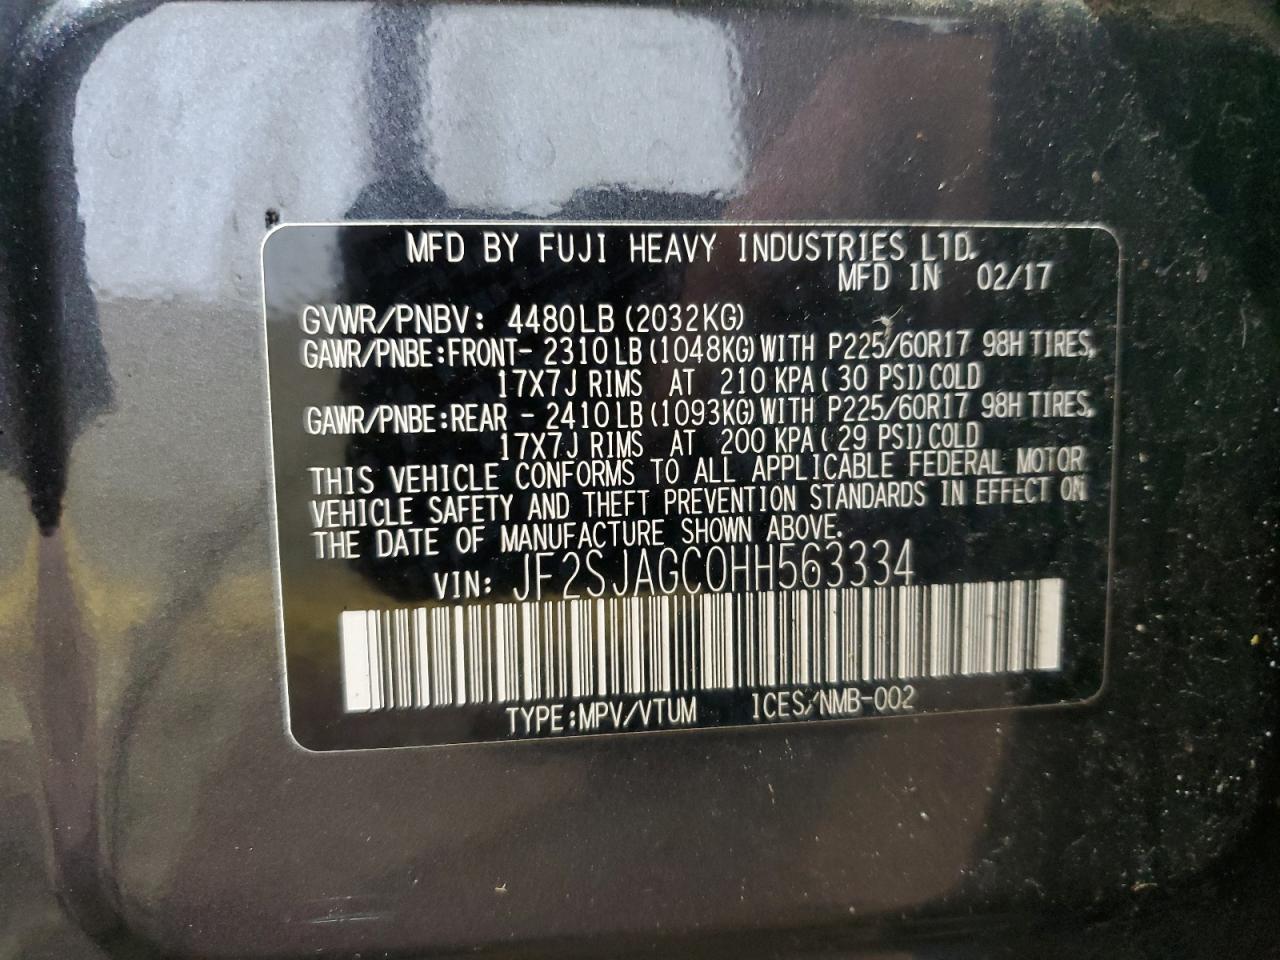 MFD BY FUJI HEAVY INDUSTRIES LTD.
MFD IN 02/17
GVWR/PNBV: 4480LB(2032KG)
GAWR/PNBE:FRONT- 2310LB(1048KG)WITH P225/60R17 98H TIRES,
17X7J RIMS AT 210 KPA(30 PSI)COLD
GAWR/PNBE:REAR - 2410LB(1093KG)WITH P225/60R17 98H TIRES,
17X7J RIMS AT 200 KPA(29 PSI)COLD
THIS VEHICLE CONFORMS TO ALL APPLICABLE FEDERAL MOTOR
VEHICLE SAFETY AND THEFT PREVENTION STANDARDS IN EFFECT ON
THE DATE OF MANUFACTURE SHOWN ABOVE.
VIN: JF2SJAGC0HH563334
TYPE:MPV/VTUM ICES/NMB-002